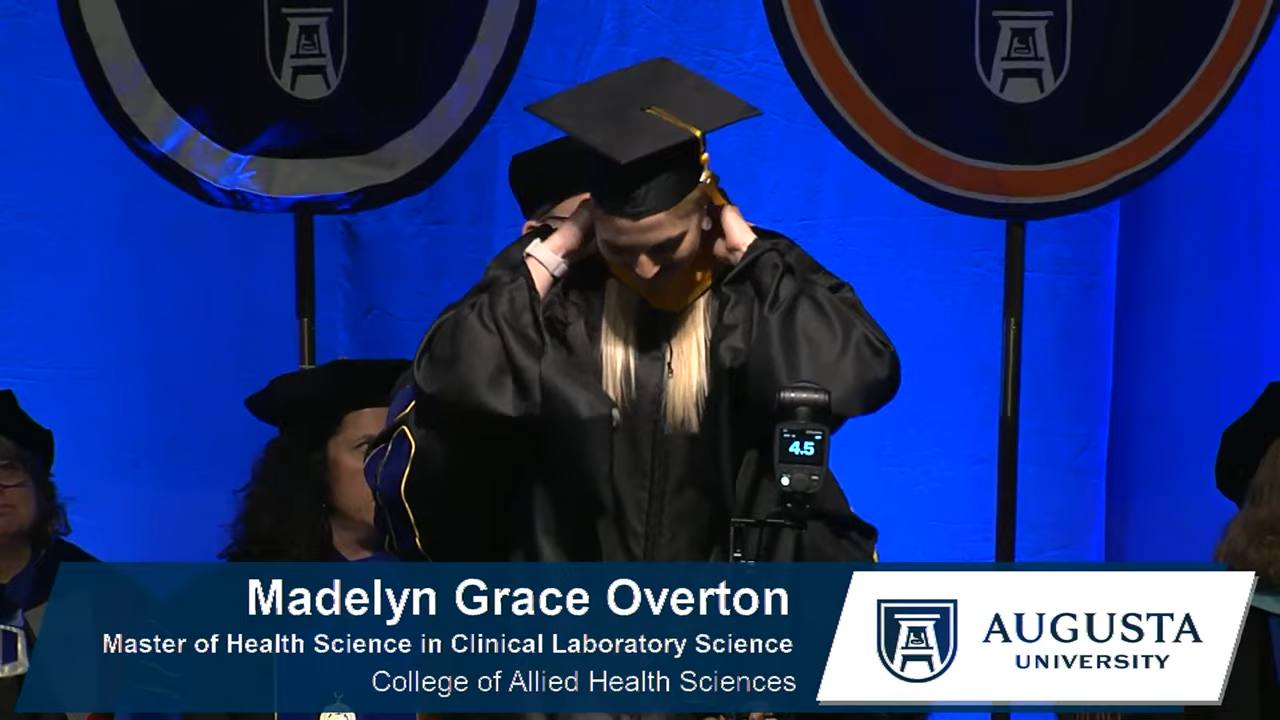 4.5
Madelyn Grace Overton
Master of Health Science in Clinical Laboratory Science
College of Allied Health Sciences
AUGUSTA
UNIVERSITY